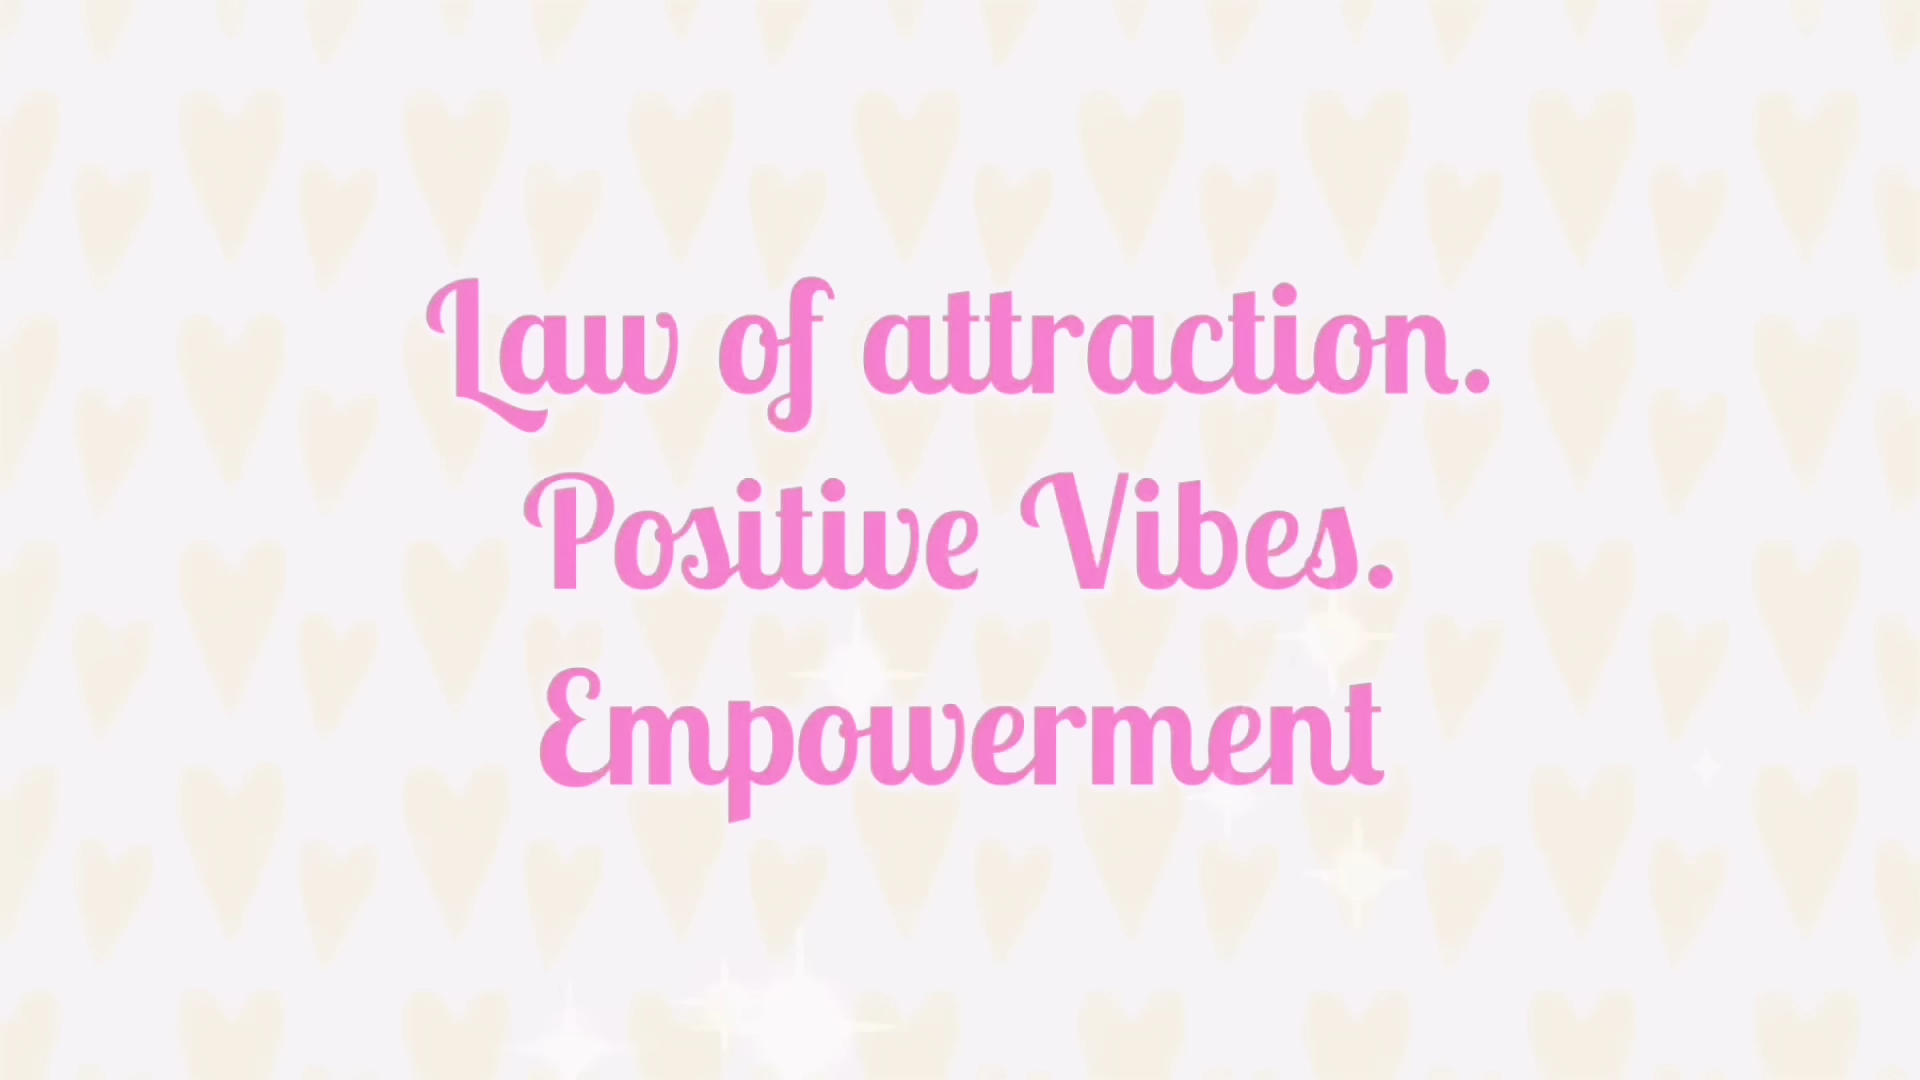 Law of attraction.
Positive Vibes.
Empowerment